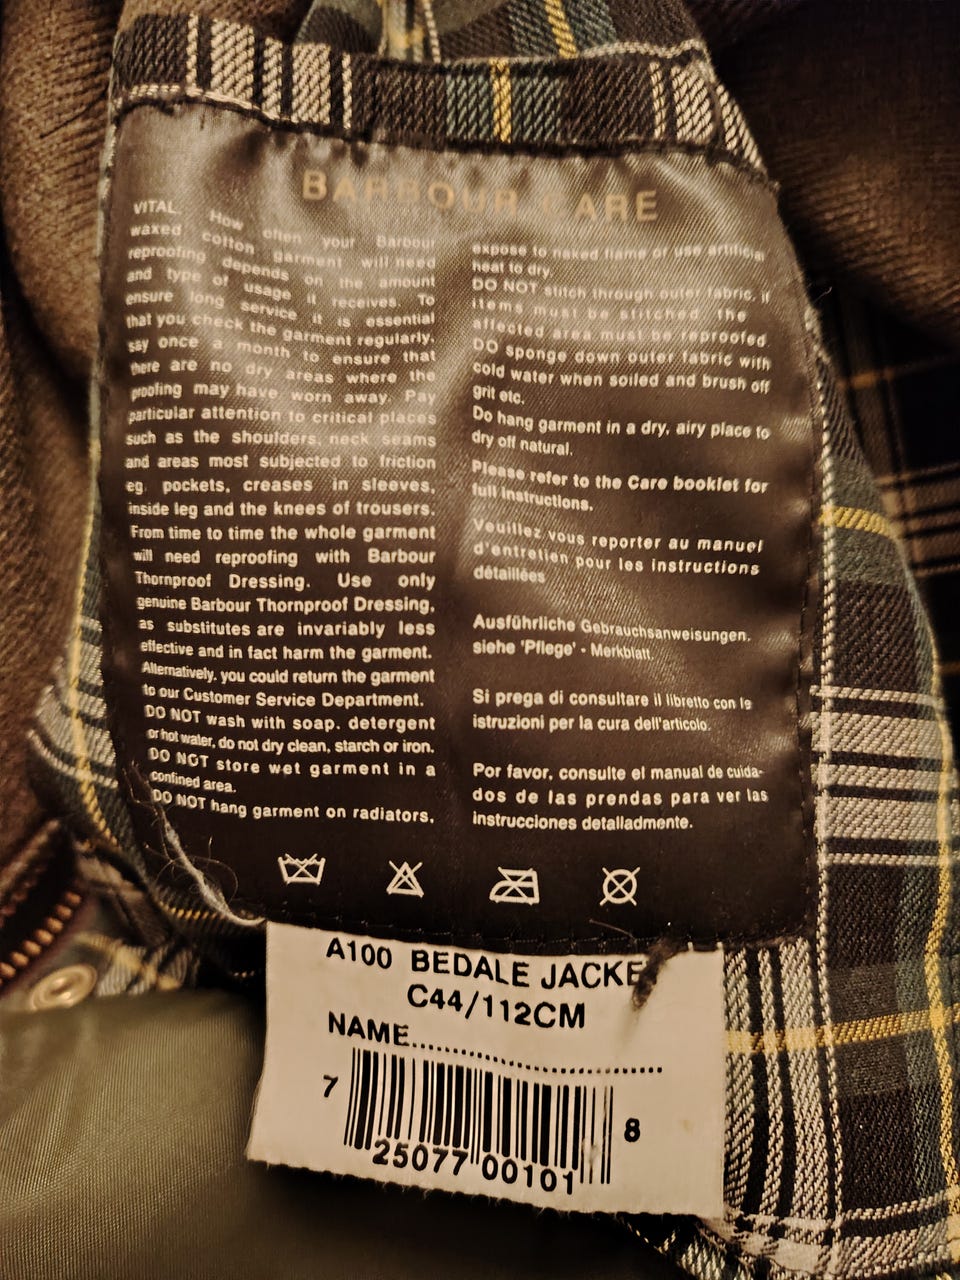 BARBOUR CARE
VITAL. How often your Barbour
waxed cotton garment will need
reproofing depends on the amount
and type of usage it receives. To
ensure long service it is essential
that you check the garment regularly,
say once a month to ensure that
there are no dry areas where the
proofing may have worn away. Pay
particular attention to critical places
such as the shoulders, neck seams
and areas most subjected to friction
eg. pockets, creases in sleeves,
inside leg and the knees of trousers.
From time to time the whole garment
will need reproofing with Barbour
Thornproof Dressing. Use only
genuine Barbour Thornproof Dressing,
as substitutes are invariably less
effective and in fact harm the garment.
Alternatively, you could return the garment
to our Customer Service Department.
DO NOT wash with soap, detergent
or hot water, do not dry clean, starch or iron.
DO NOT store wet garment in a
confined area.
DO NOT hang garment on radiators,
expose to naked flame or use artificial
heat to dry.
DO NOT stitch through outer fabric, if
items must be stitched, the
affected area must be reproofed.
DO sponge down outer fabric with
cold water when soiled and brush off
grit etc.
Do hang garment in a dry, airy place to
dry off natural.
Please refer to the Care booklet for
full instructions.
Veuillez vous reporter au manuel
d'entretien pour les instructions
détaillées
Ausführliche Gebrauchsanweisungen.
siehe 'Pflege' - Merkblatt.
Si prega di consultare il libretto con le
istruzioni per la cura dell'articolo.
Por favor, consulte el manual de cuida-
dos de las prendas para ver las
instrucciones detalladmente.
A100 BEDALE JACKE
C44/112CM
NAME..............................
7 25077 00101 8